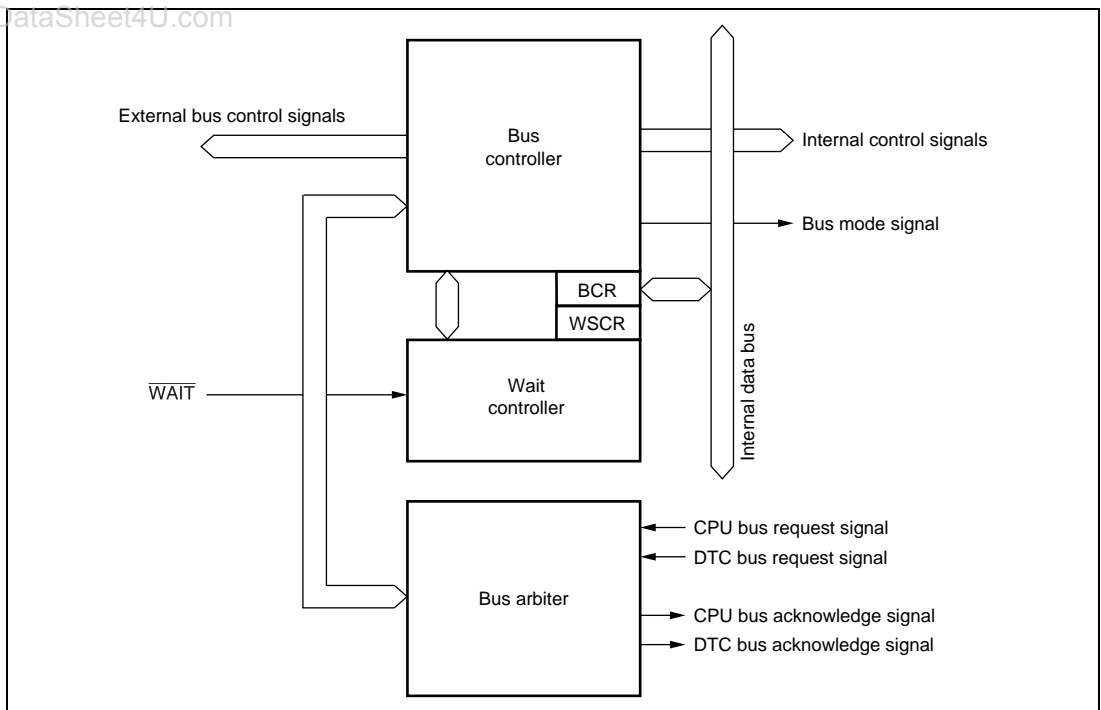 DataSheet4U.com
External bus control signals
Bus
controller
Internal control signals
Bus mode signal
BCR
WSCR
Internal data bus
WAIT
Wait
controller
CPU bus request signal
DTC bus request signal
Bus arbiter
CPU bus acknowledge signal
DTC bus acknowledge signal